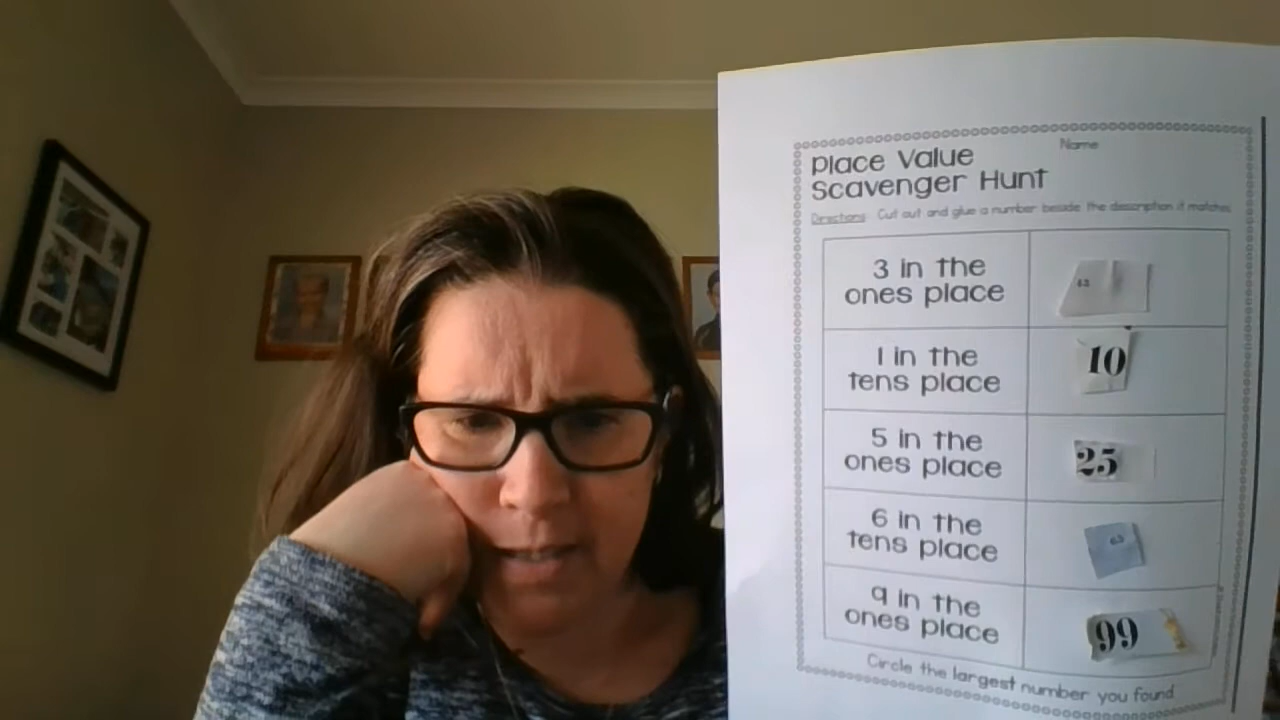 Name
Place Value
Scavenger Hunt
Directions: Cut out and glue a number beside the description it matches.
3 in the
ones place
43
1 in the
tens place
10
5 in the
ones place
25
6 in the
tens place
63
9 in the
ones place
99
Circle the largest number you found